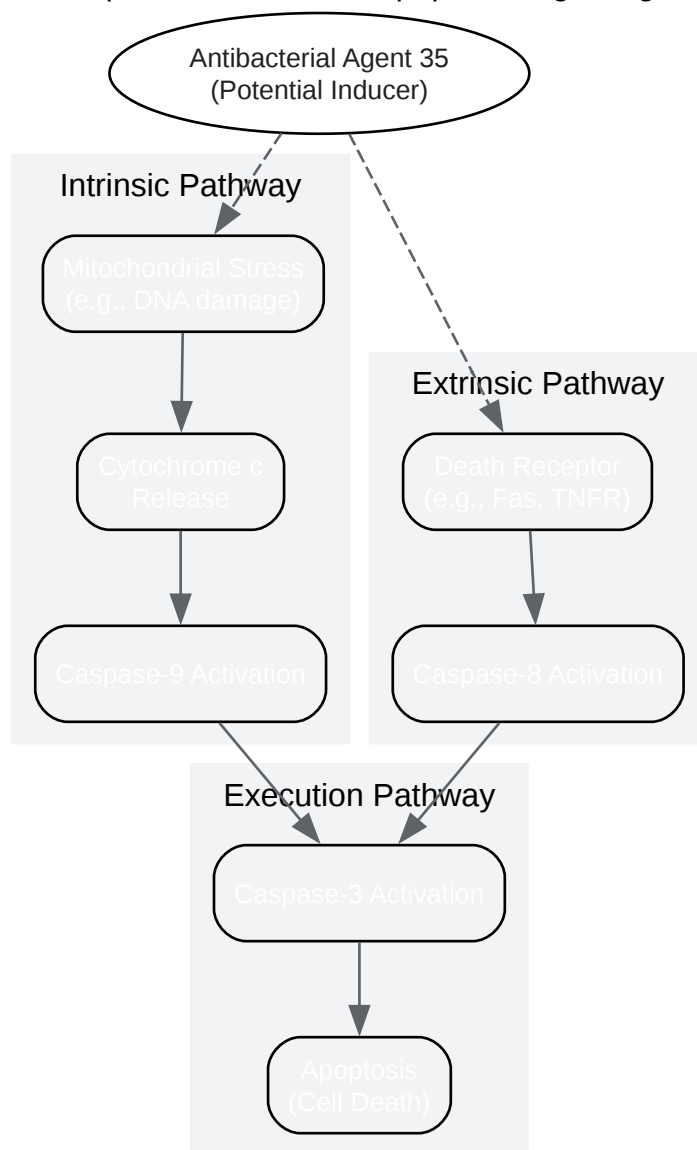 Antibacterial Agent 35
(Potential Inducer)
Intrinsic Pathway
Mitochondrial Stress
(e.g., DNA damage)
Cytochrome c
Release
Caspase-9 Activation
Extrinsic Pathway
Death Receptor
(e.g., Fas, TNFR)
Caspase-8 Activation
Execution Pathway
Caspase-3 Activation
Apoptosis
(Cell Death)